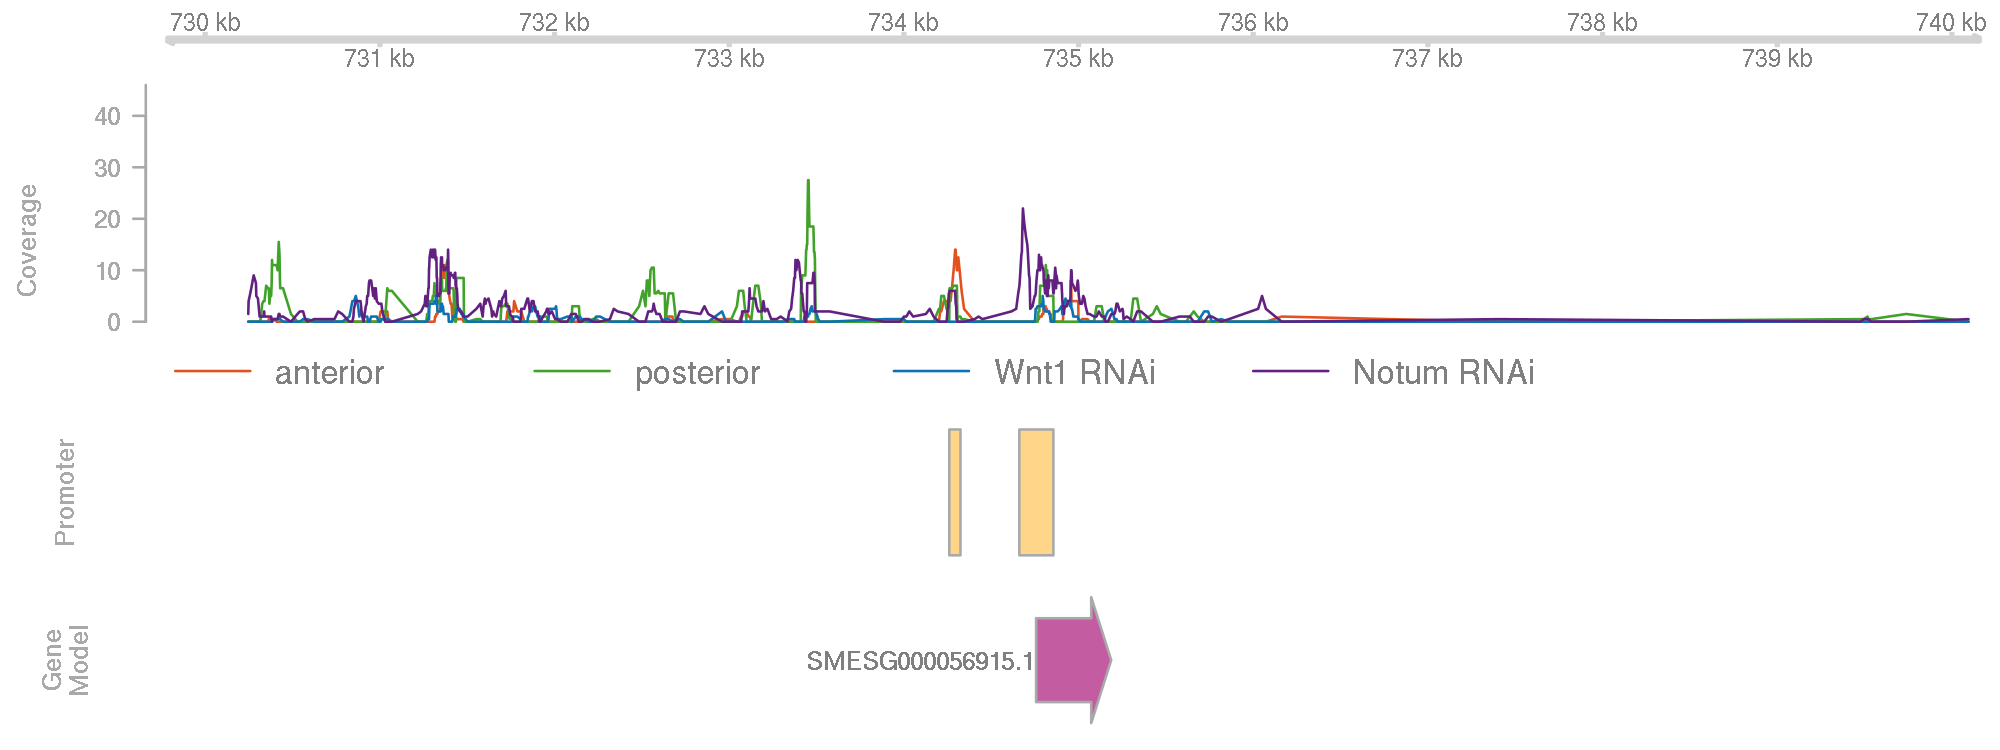 730 kb 732 kb 734 kb 736 kb 738 kb 740 kb
731 kb 733 kb 735 kb 737 kb 739 kb
Coverage
40
30
20
10
0
anterior posterior Wnt1 RNAi Notum RNAi
Promoter
Gene
Model
SMESG000056915.1